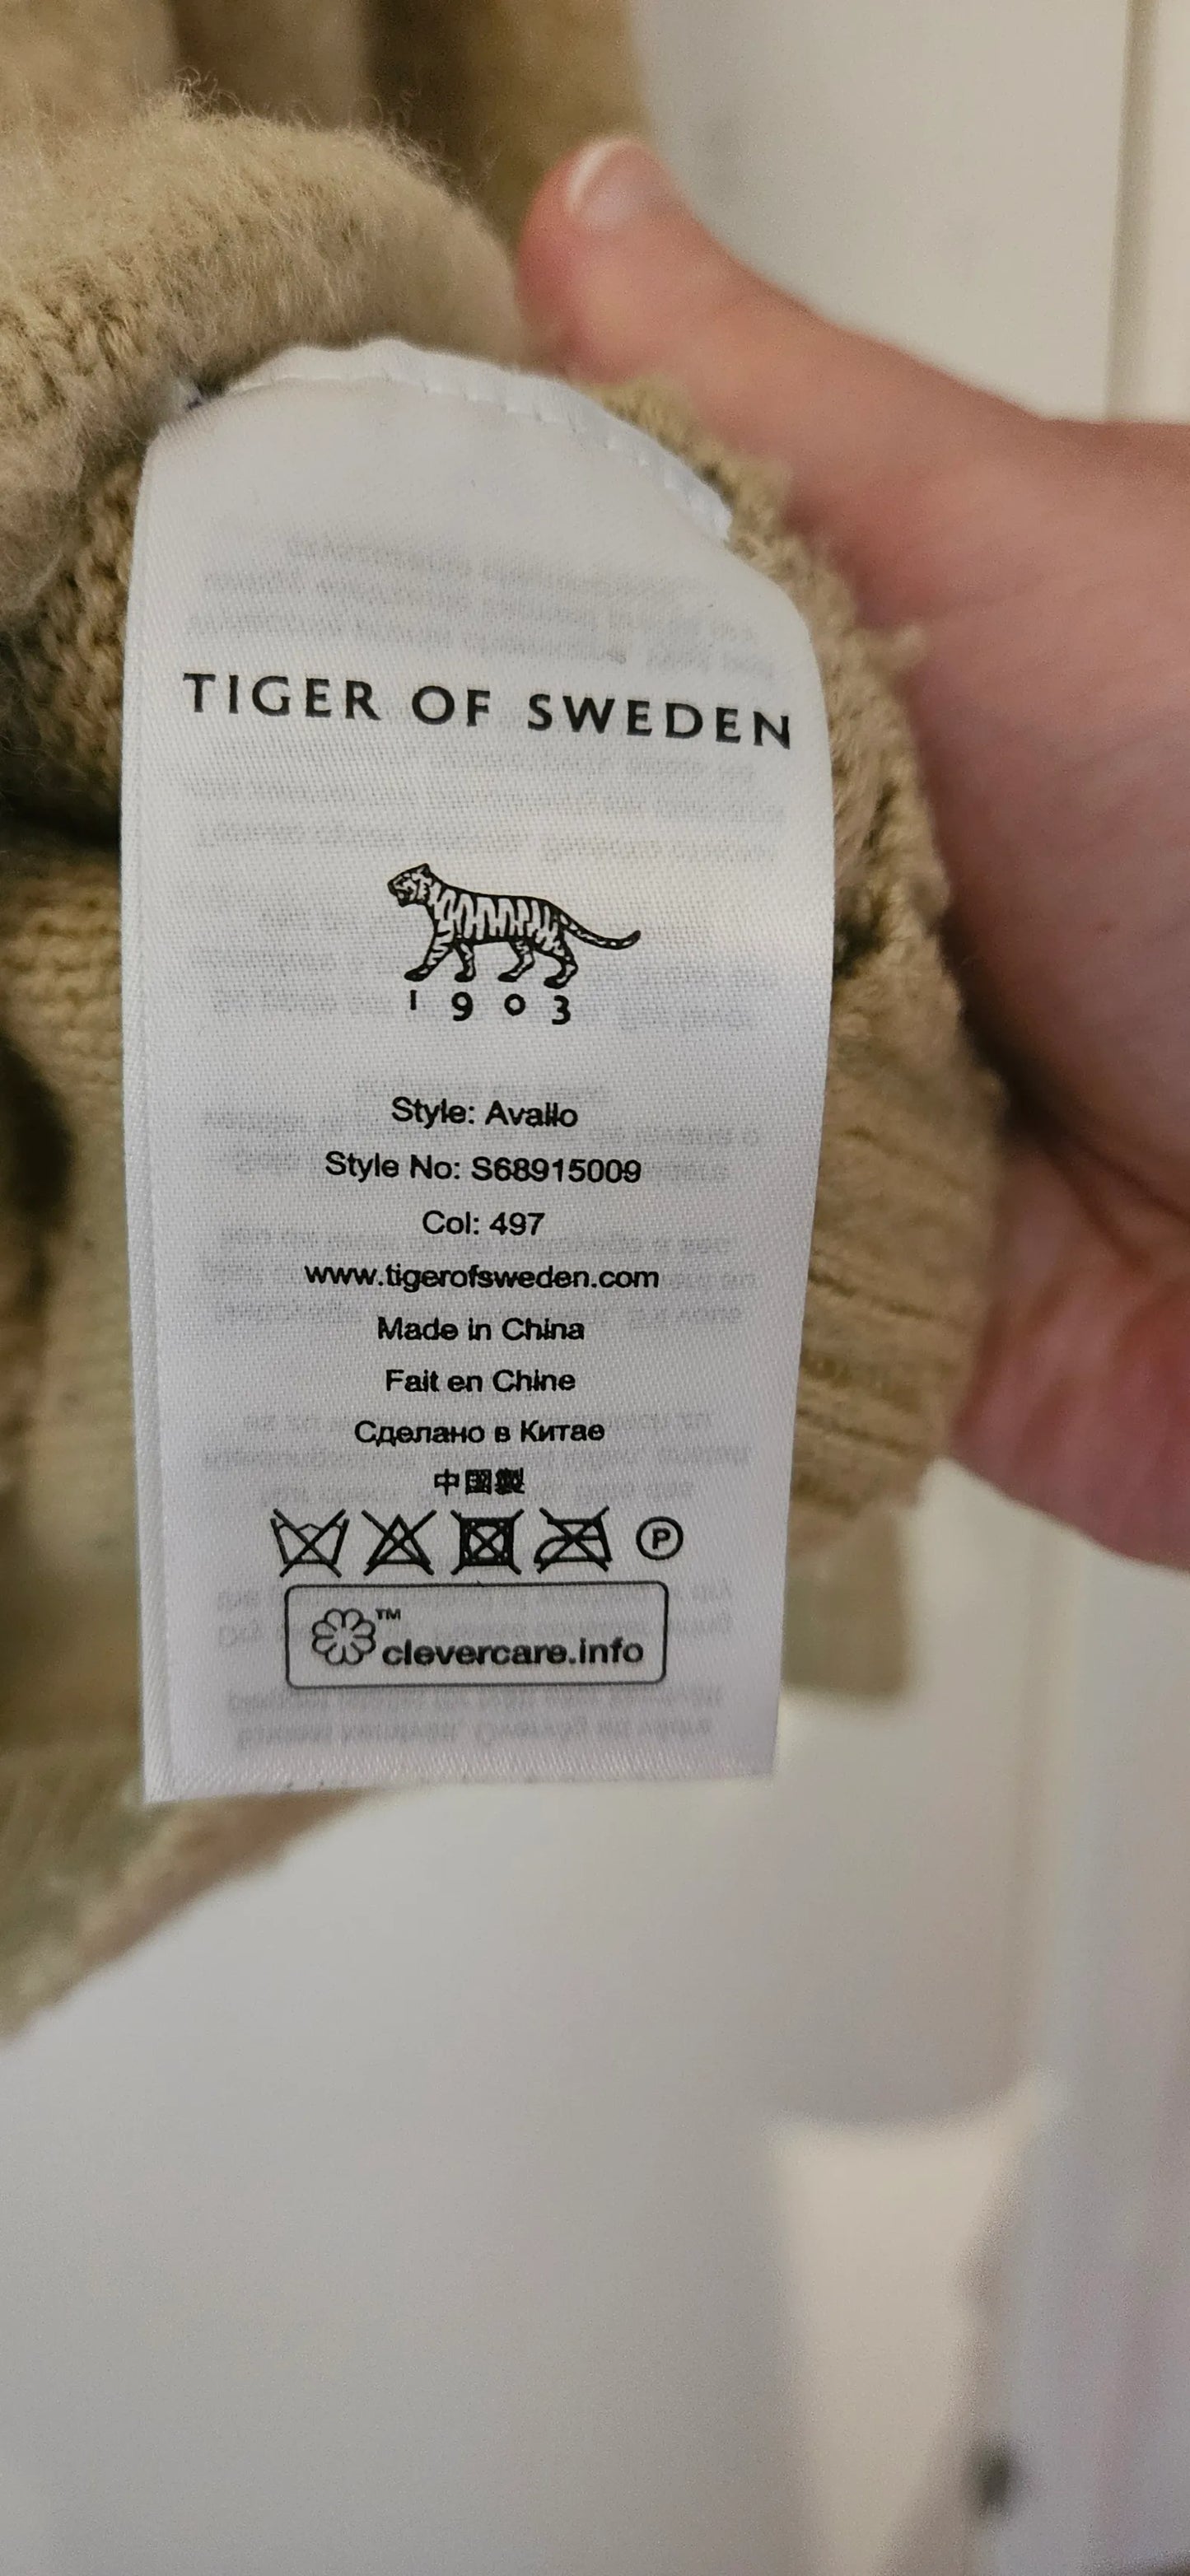 TIGER OF SWEDEN
1903
Style: Avallo
Style No: S68915009
Col: 497
www.tigerofsweden.com
Made in China
Fait en Chine
Сделано в Китае
中国製
P
TM
clevercare.info